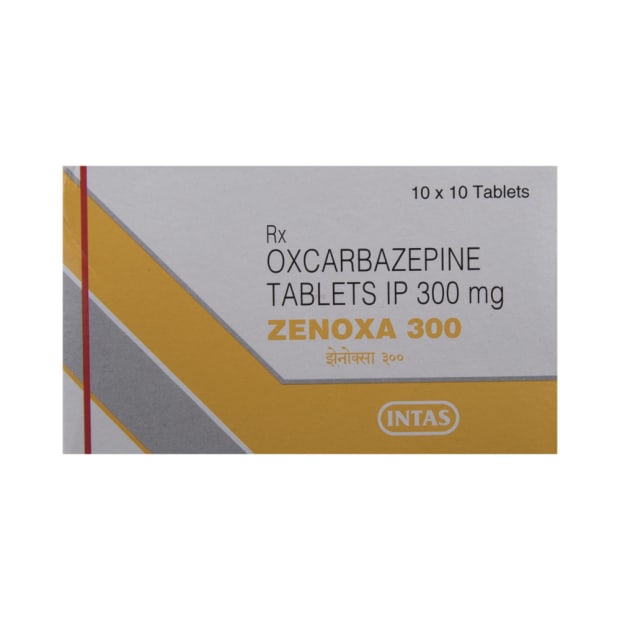 10 x 10 Tablets
Rx
OXCARBAZEPINE
TABLETS IP 300 mg
ZENOXA 300
झेनोक्सा ३००
INTAS